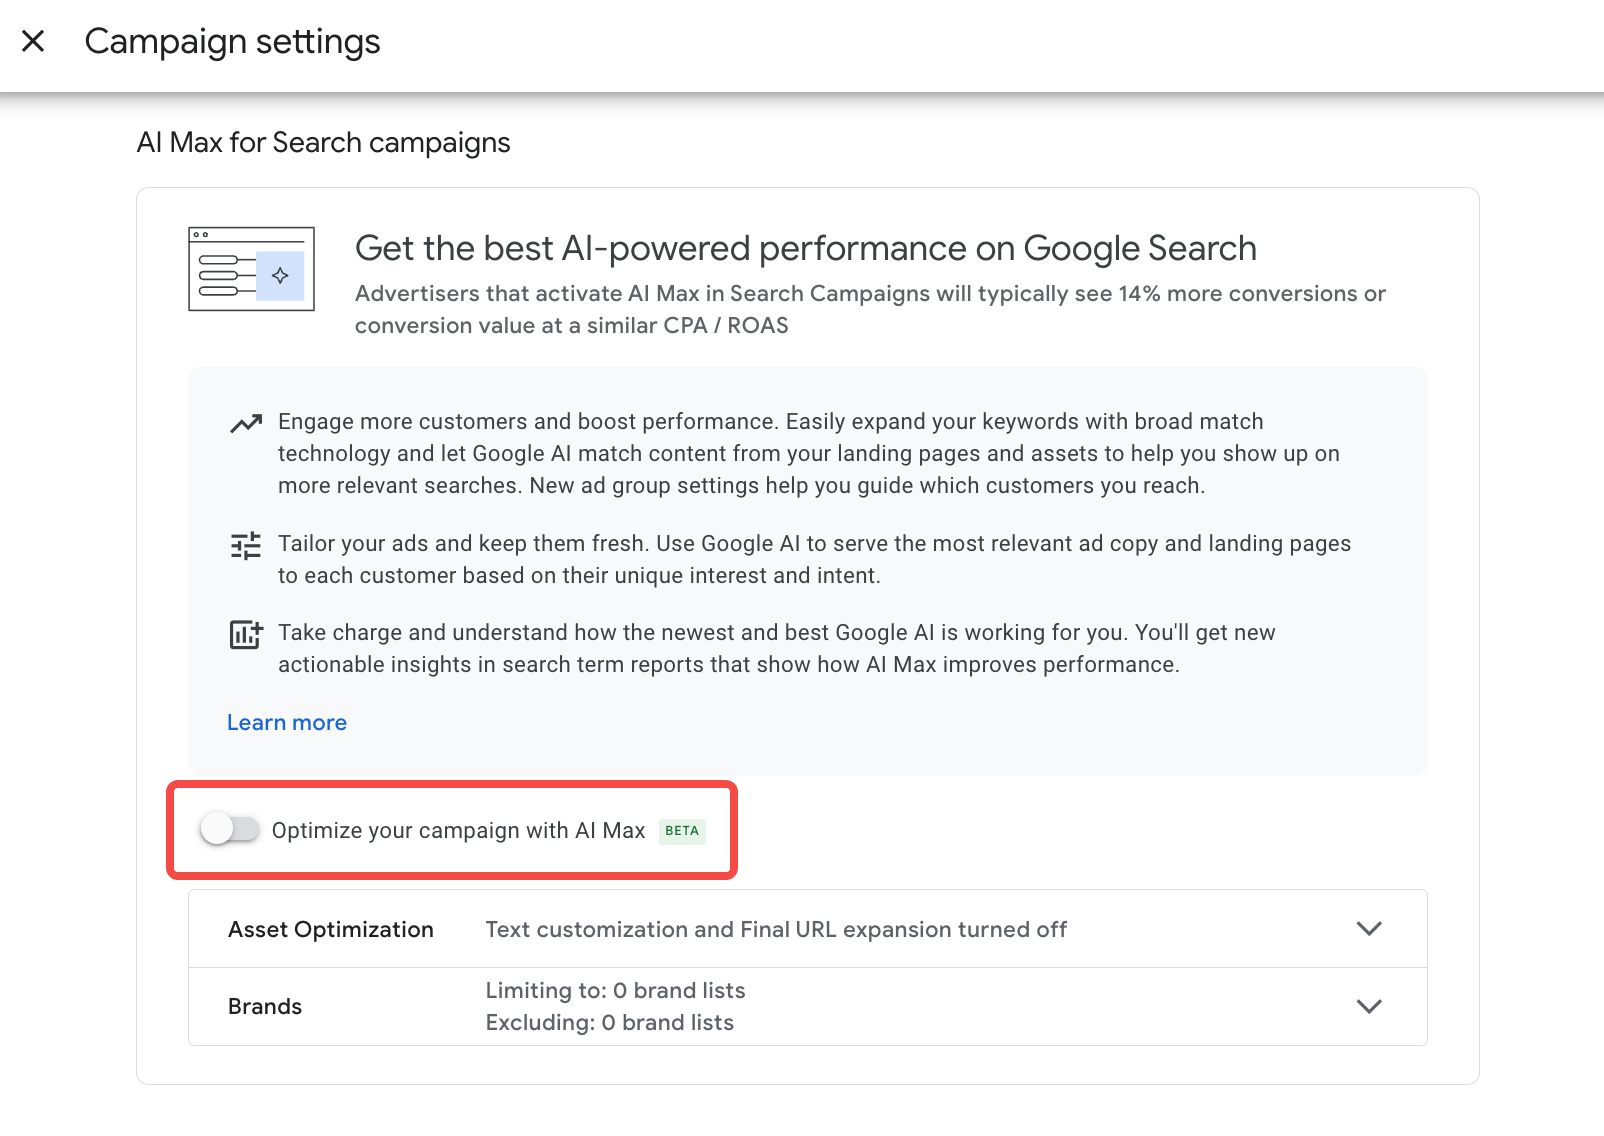 Campaign settings
AI Max for Search campaigns
Get the best AI-powered performance on Google Search
Advertisers that activate AI Max in Search Campaigns will typically see 14% more conversions or
conversion value at a similar CPA / ROAS
Engage more customers and boost performance. Easily expand your keywords with broad match
technology and let Google AI match content from your landing pages and assets to help you show up on
more relevant searches. New ad group settings help you guide which customers you reach.
Tailor your ads and keep them fresh. Use Google AI to serve the most relevant ad copy and landing pages
to each customer based on their unique interest and intent.
Take charge and understand how the newest and best Google AI is working for you. You'll get new
actionable insights in search term reports that show how AI Max improves performance.
Learn more
Optimize your campaign with AI Max BETA
Asset Optimization Text customization and Final URL expansion turned off
Brands
Limiting to: 0 brand lists
Excluding: 0 brand lists